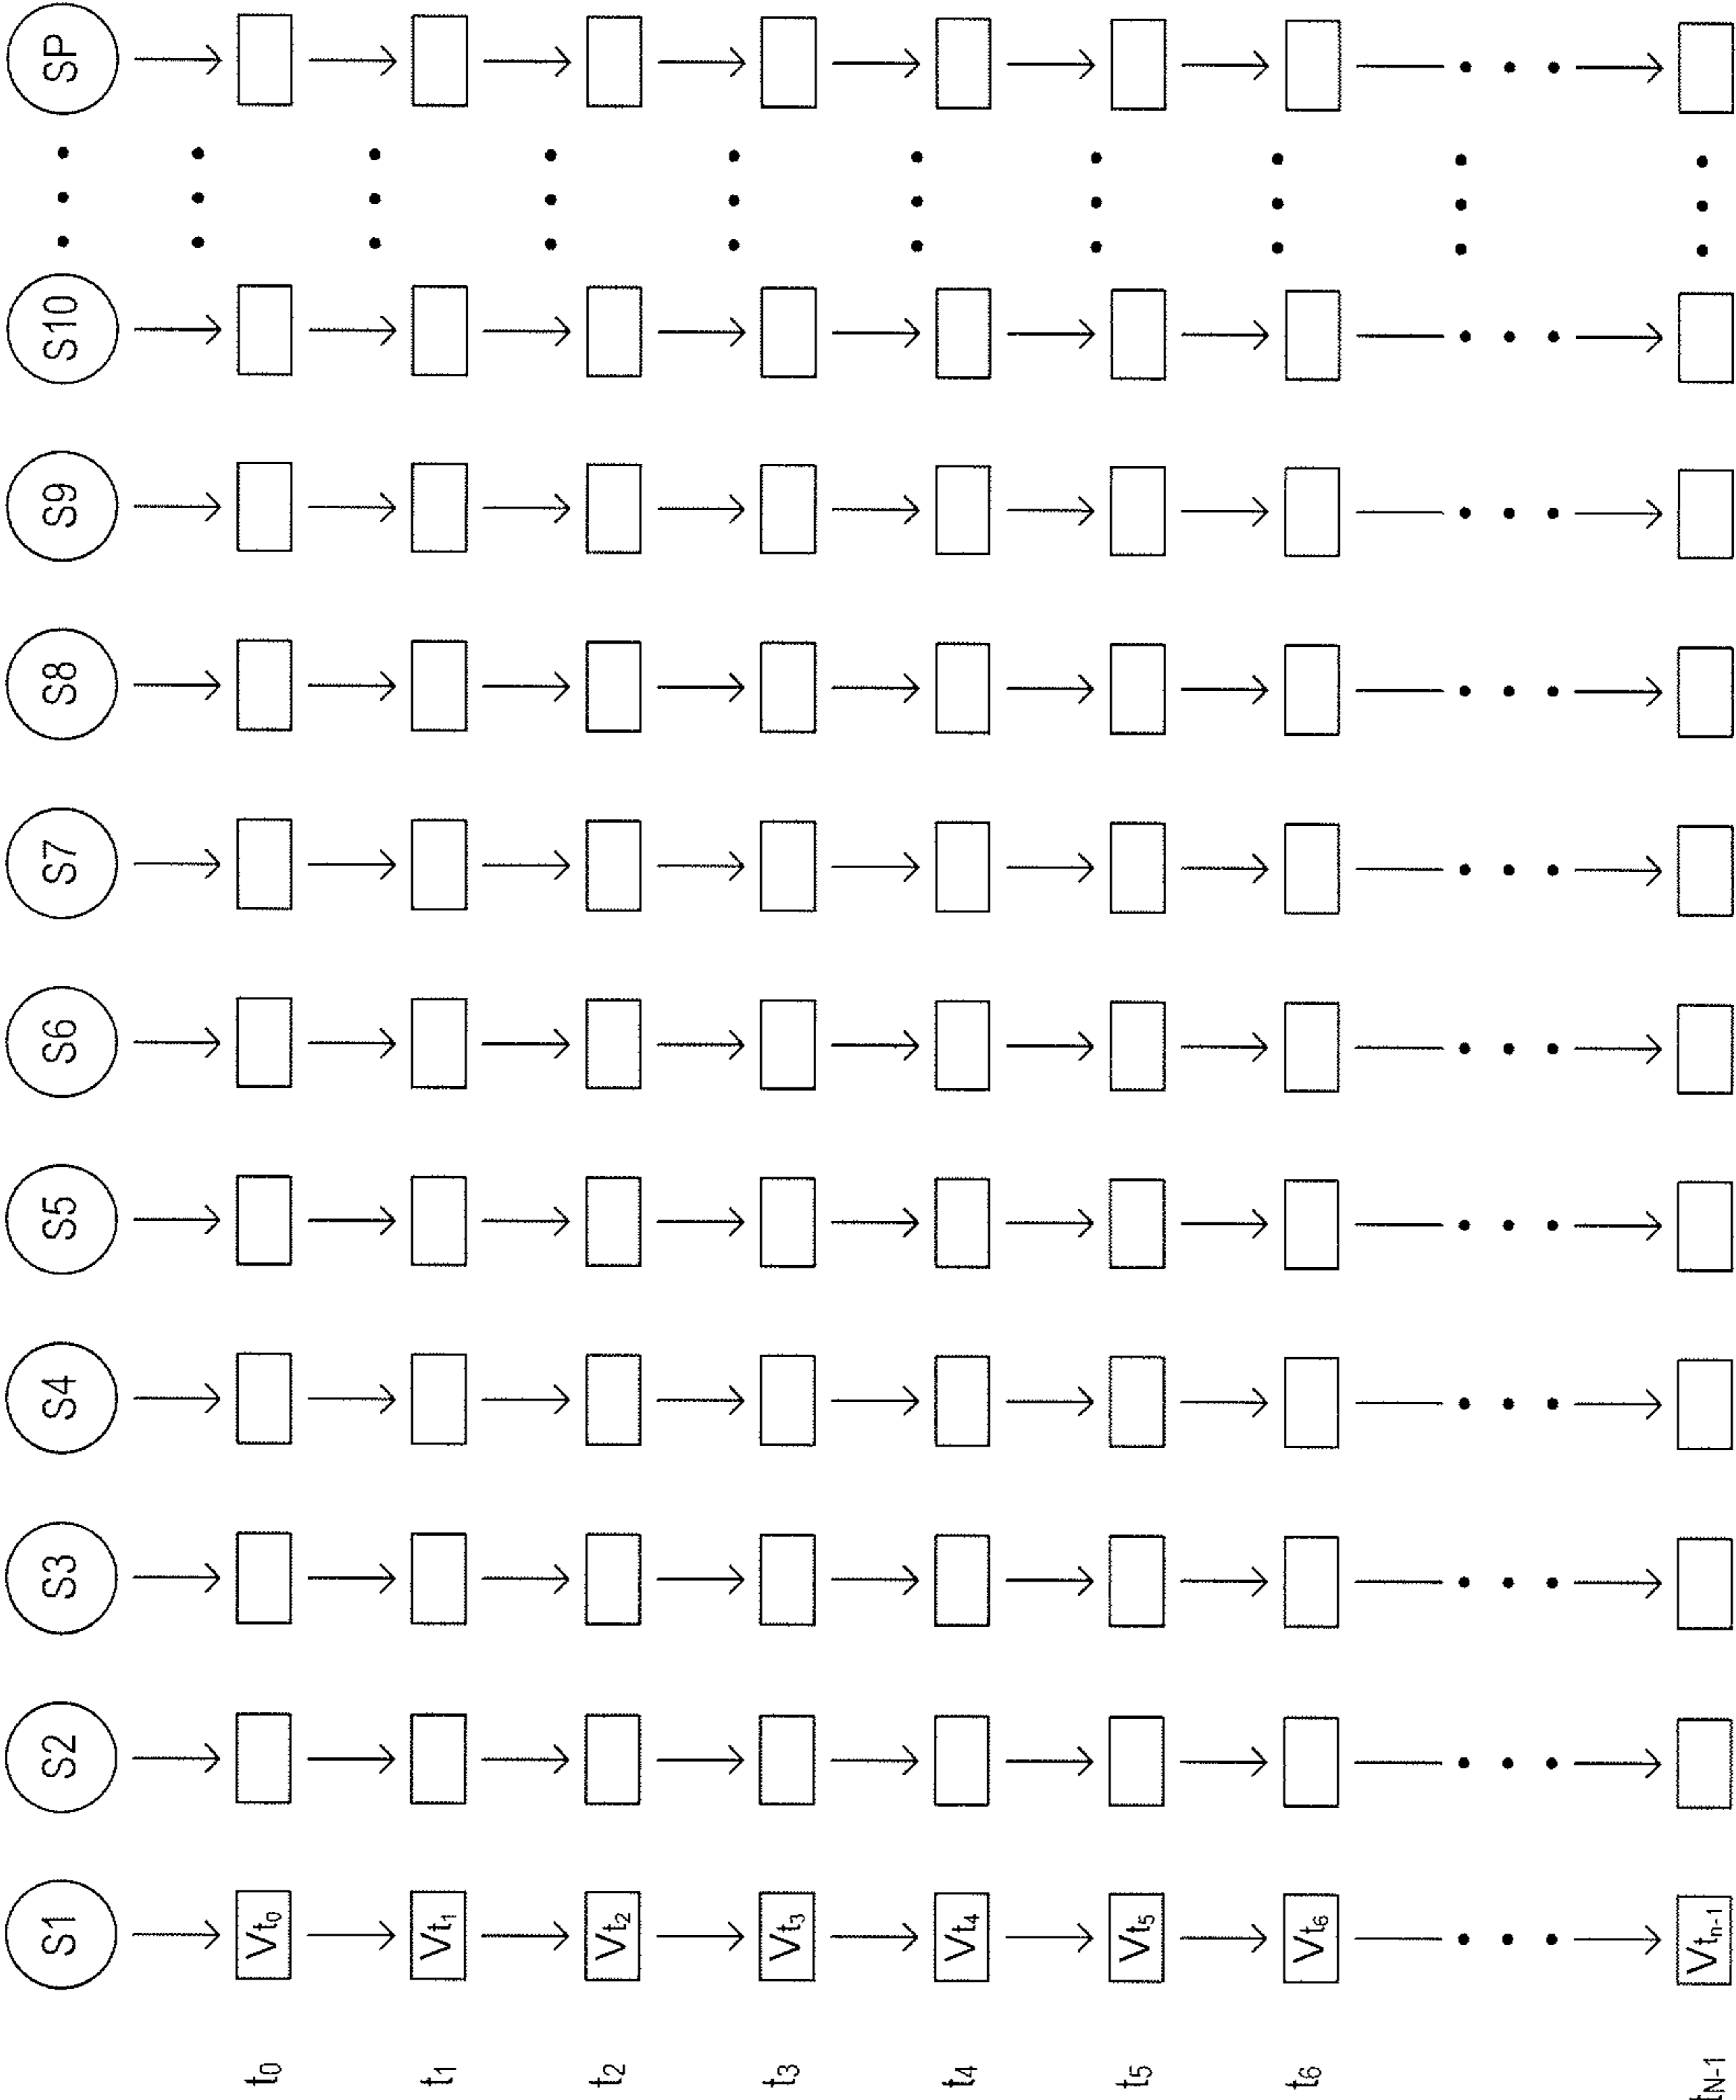 S1 S2 S3 S4 S5 S6 S7 S8 S9 S10 SP
t₀ Vt₀
t₁ Vt₁
t₂ Vt₂
t₃ Vt₃
t₄ Vt₄
t₅ Vt₅
t₆ Vt₆
tN-1 Vtn-1